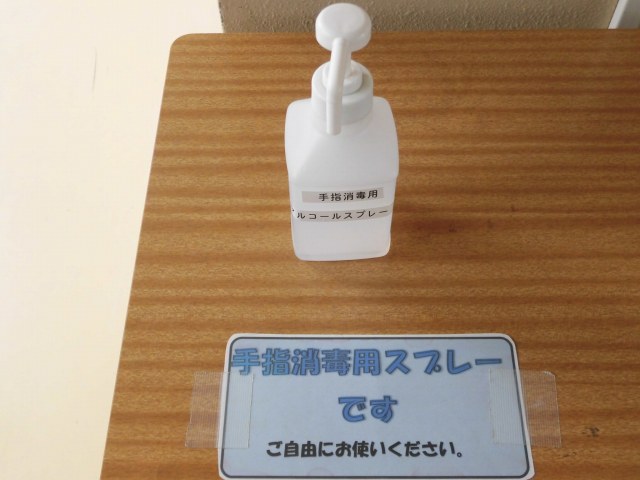 手指消毒用
ルコールスプレー
手指消毒用スプレー
です
ご自由にお使いください。